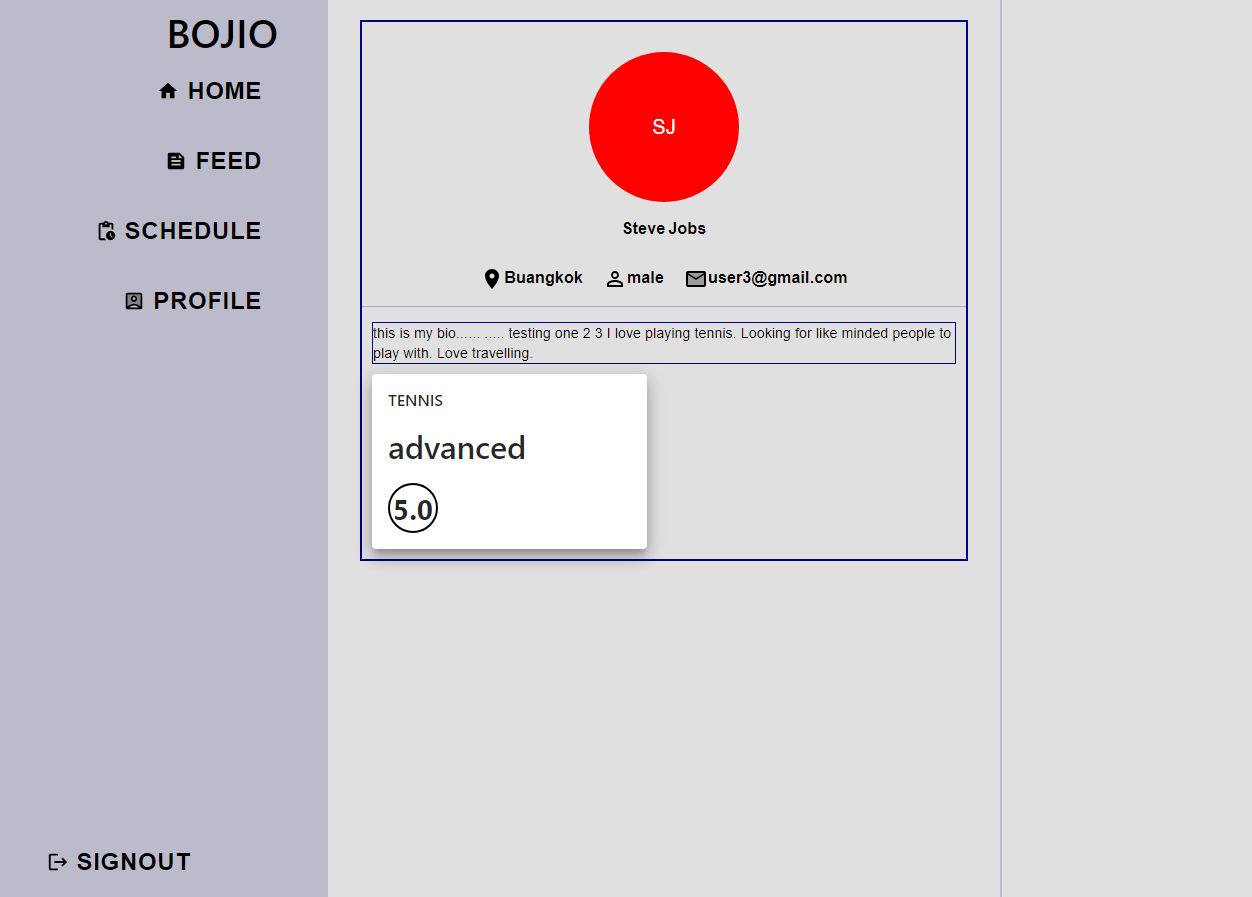 BOJIO
HOME
FEED
SCHEDULE
PROFILE
SIGNOUT
SJ
Steve Jobs
Buangkok male user3@gmail.com
this is my bio...... ..... testing one 2 3 I love playing tennis. Looking for like minded people to
play with. Love travelling.
TENNIS
advanced
5.0